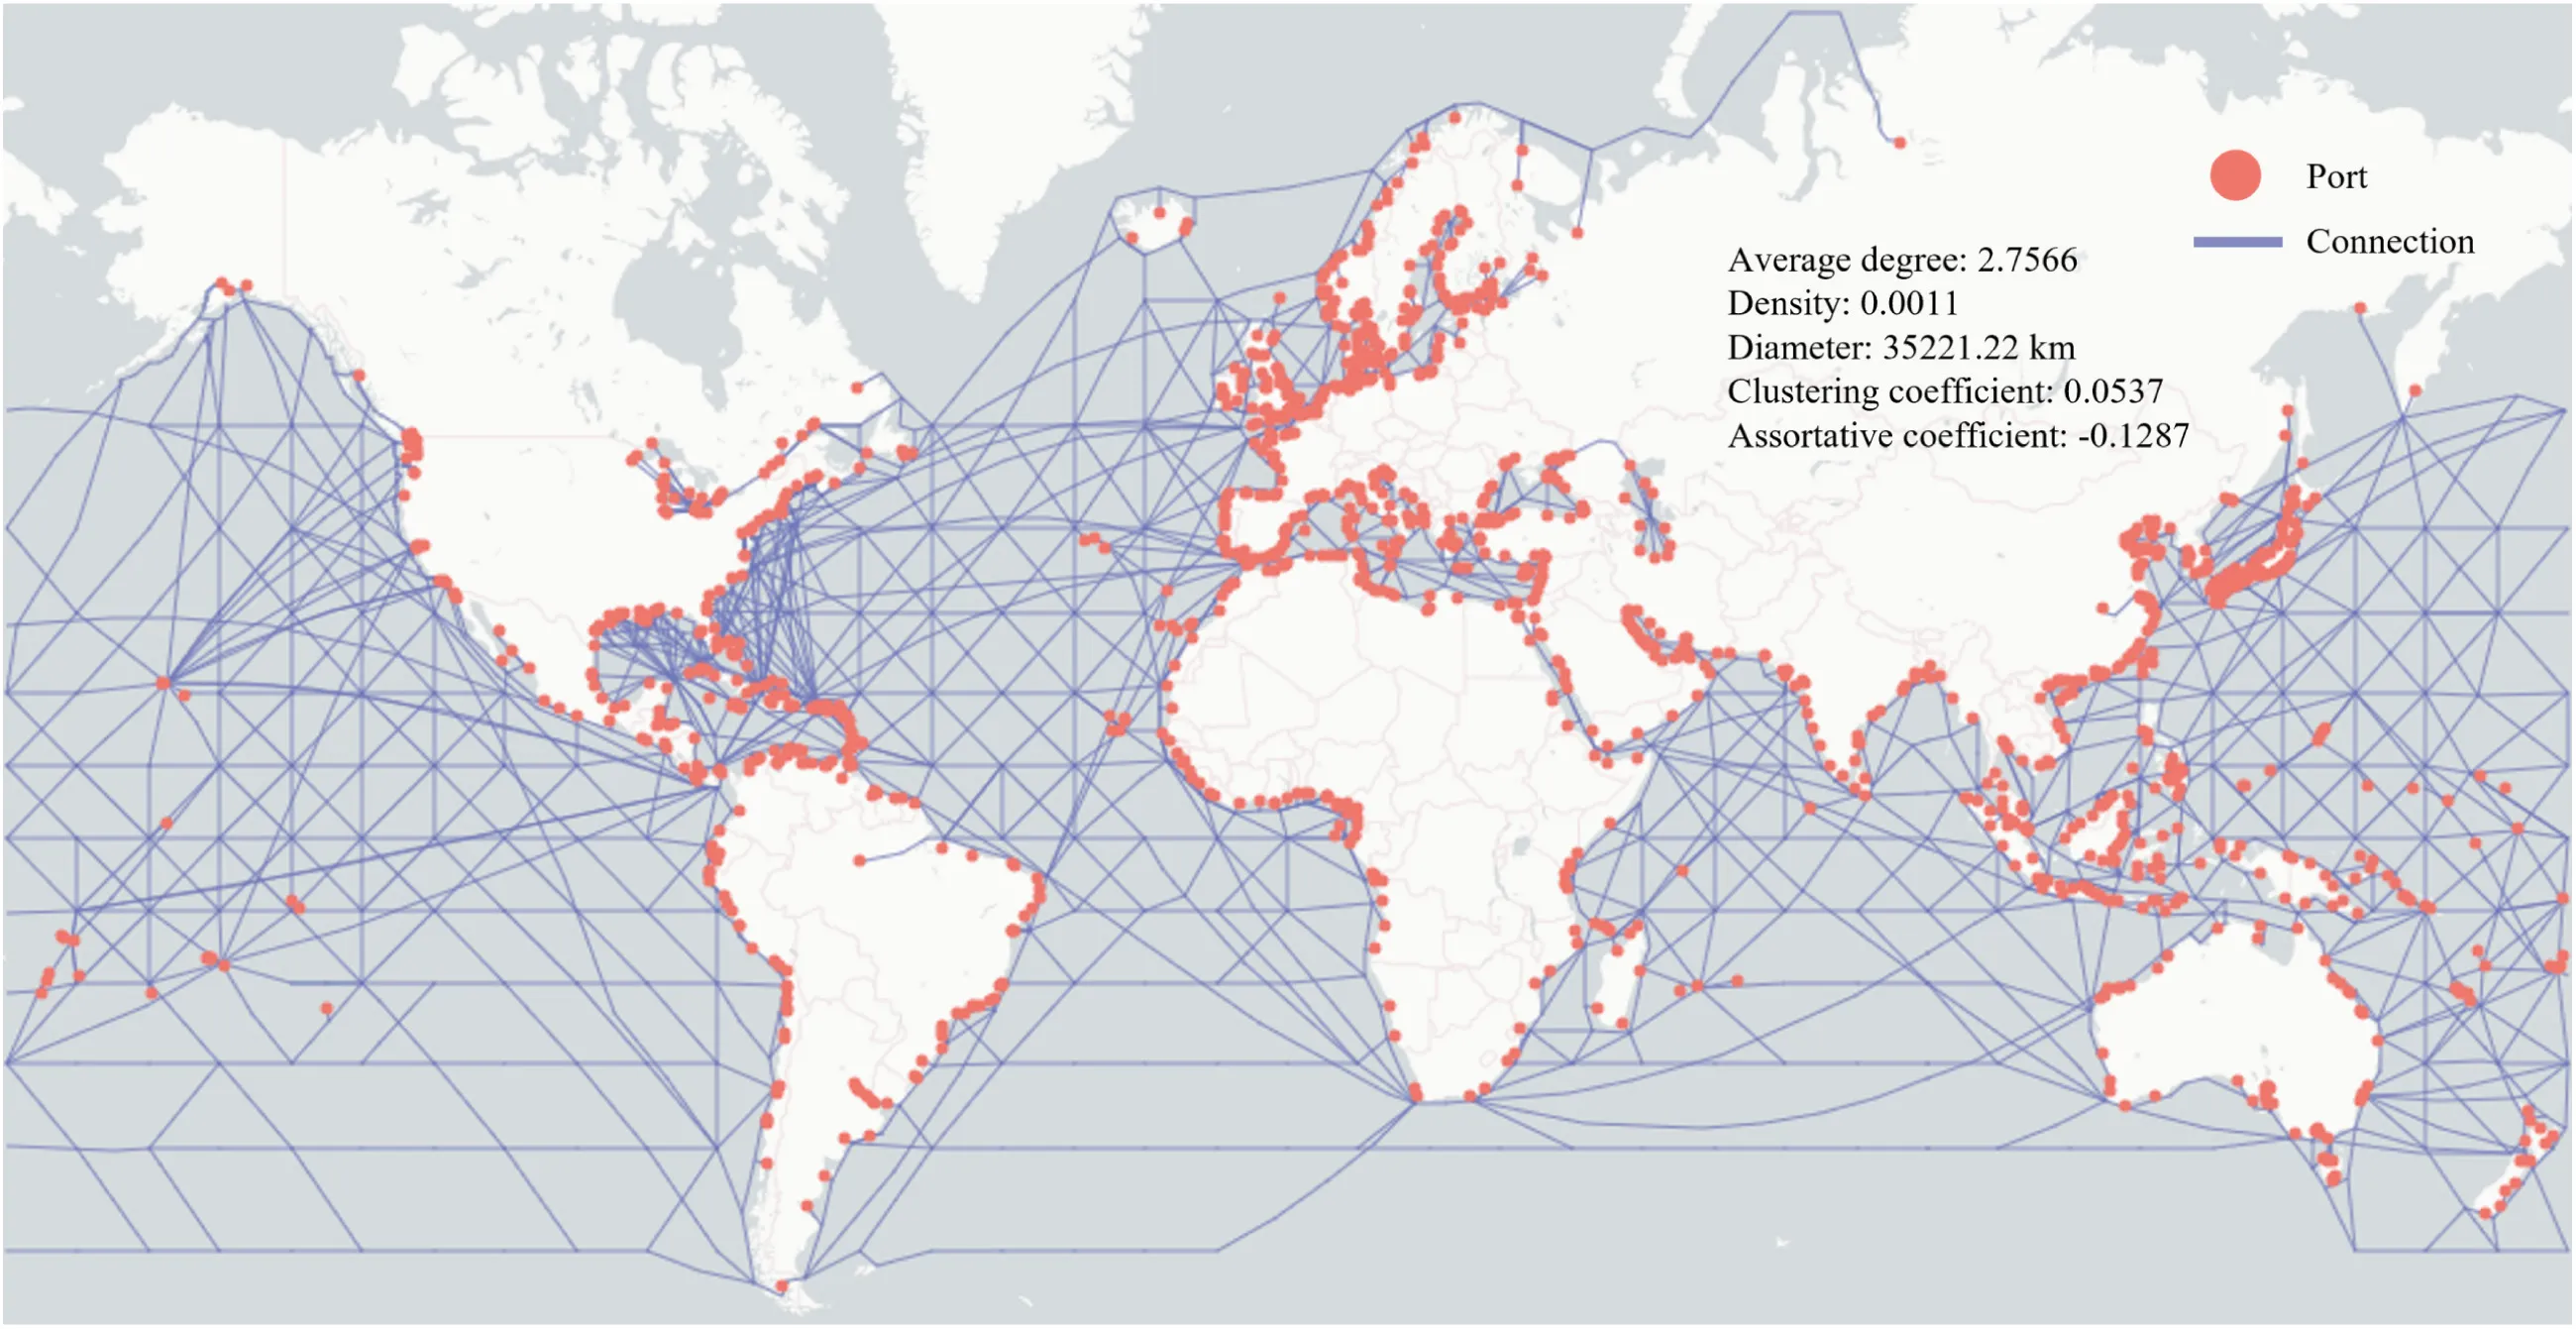 Port
Connection
Average degree: 2.7566
Density: 0.0011
Diameter: 35221.22 km
Clustering coefficient: 0.0537
Assortative coefficient: -0.1287